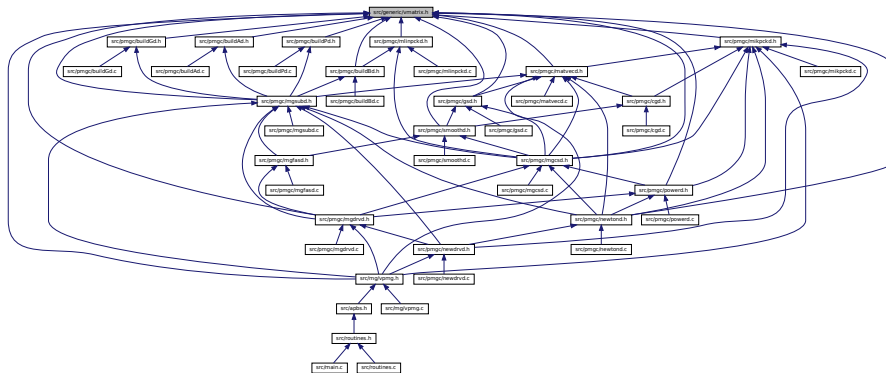 src/generic/vmatrix.h
src/pmgc/buildGd.h
src/pmgc/buildAd.h
src/pmgc/buildPd.h
src/pmgc/mlinpckd.h
src/pmgc/mikpckd.h
src/pmgc/buildGd.c
src/pmgc/buildAd.c
src/pmgc/buildPd.c
src/pmgc/buildBd.h
src/pmgc/mlinpckd.c
src/pmgc/matvecd.h
src/pmgc/mikpckd.c
src/pmgc/mgsubd.h
src/pmgc/buildBd.c
src/pmgc/gsd.h
src/pmgc/matvecd.c
src/pmgc/cgd.h
src/pmgc/mgsubd.c
src/pmgc/smoothd.h
src/pmgc/gsd.c
src/pmgc/cgd.c
src/pmgc/mgfasd.h
src/pmgc/smoothd.c
src/pmgc/mgcsd.h
src/pmgc/mgfasd.c
src/pmgc/mgcsd.c
src/pmgc/powerd.h
src/pmgc/mgdrvd.h
src/pmgc/newtond.h
src/pmgc/powerd.c
src/pmgc/mgdrvd.c
src/pmgc/newdrvd.h
src/pmgc/newtond.c
src/mg/vpmg.h
src/pmgc/newdrvd.c
src/apbs.h
src/mg/vpmg.c
src/routines.h
src/main.c
src/routines.c